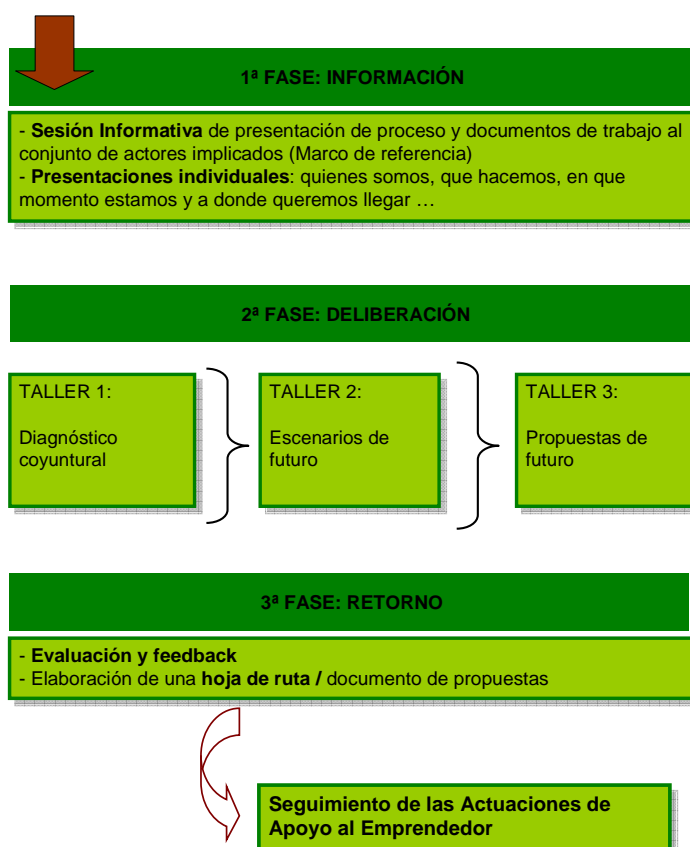 1ª FASE: INFORMACIÓN
- Sesión Informativa de presentación de proceso y documentos de trabajo al
conjunto de actores implicados (Marco de referencia)
- Presentaciones individuales: quienes somos, que hacemos, en que
momento estamos y a donde queremos llegar …
2ª FASE: DELIBERACIÓN
TALLER 1:
Diagnóstico
coyuntural
TALLER 2:
Escenarios de
futuro
TALLER 3:
Propuestas de
futuro
3ª FASE: RETORNO
- Evaluación y feedback
- Elaboración de una hoja de ruta / documento de propuestas
Seguimiento de las Actuaciones de
Apoyo al Emprendedor